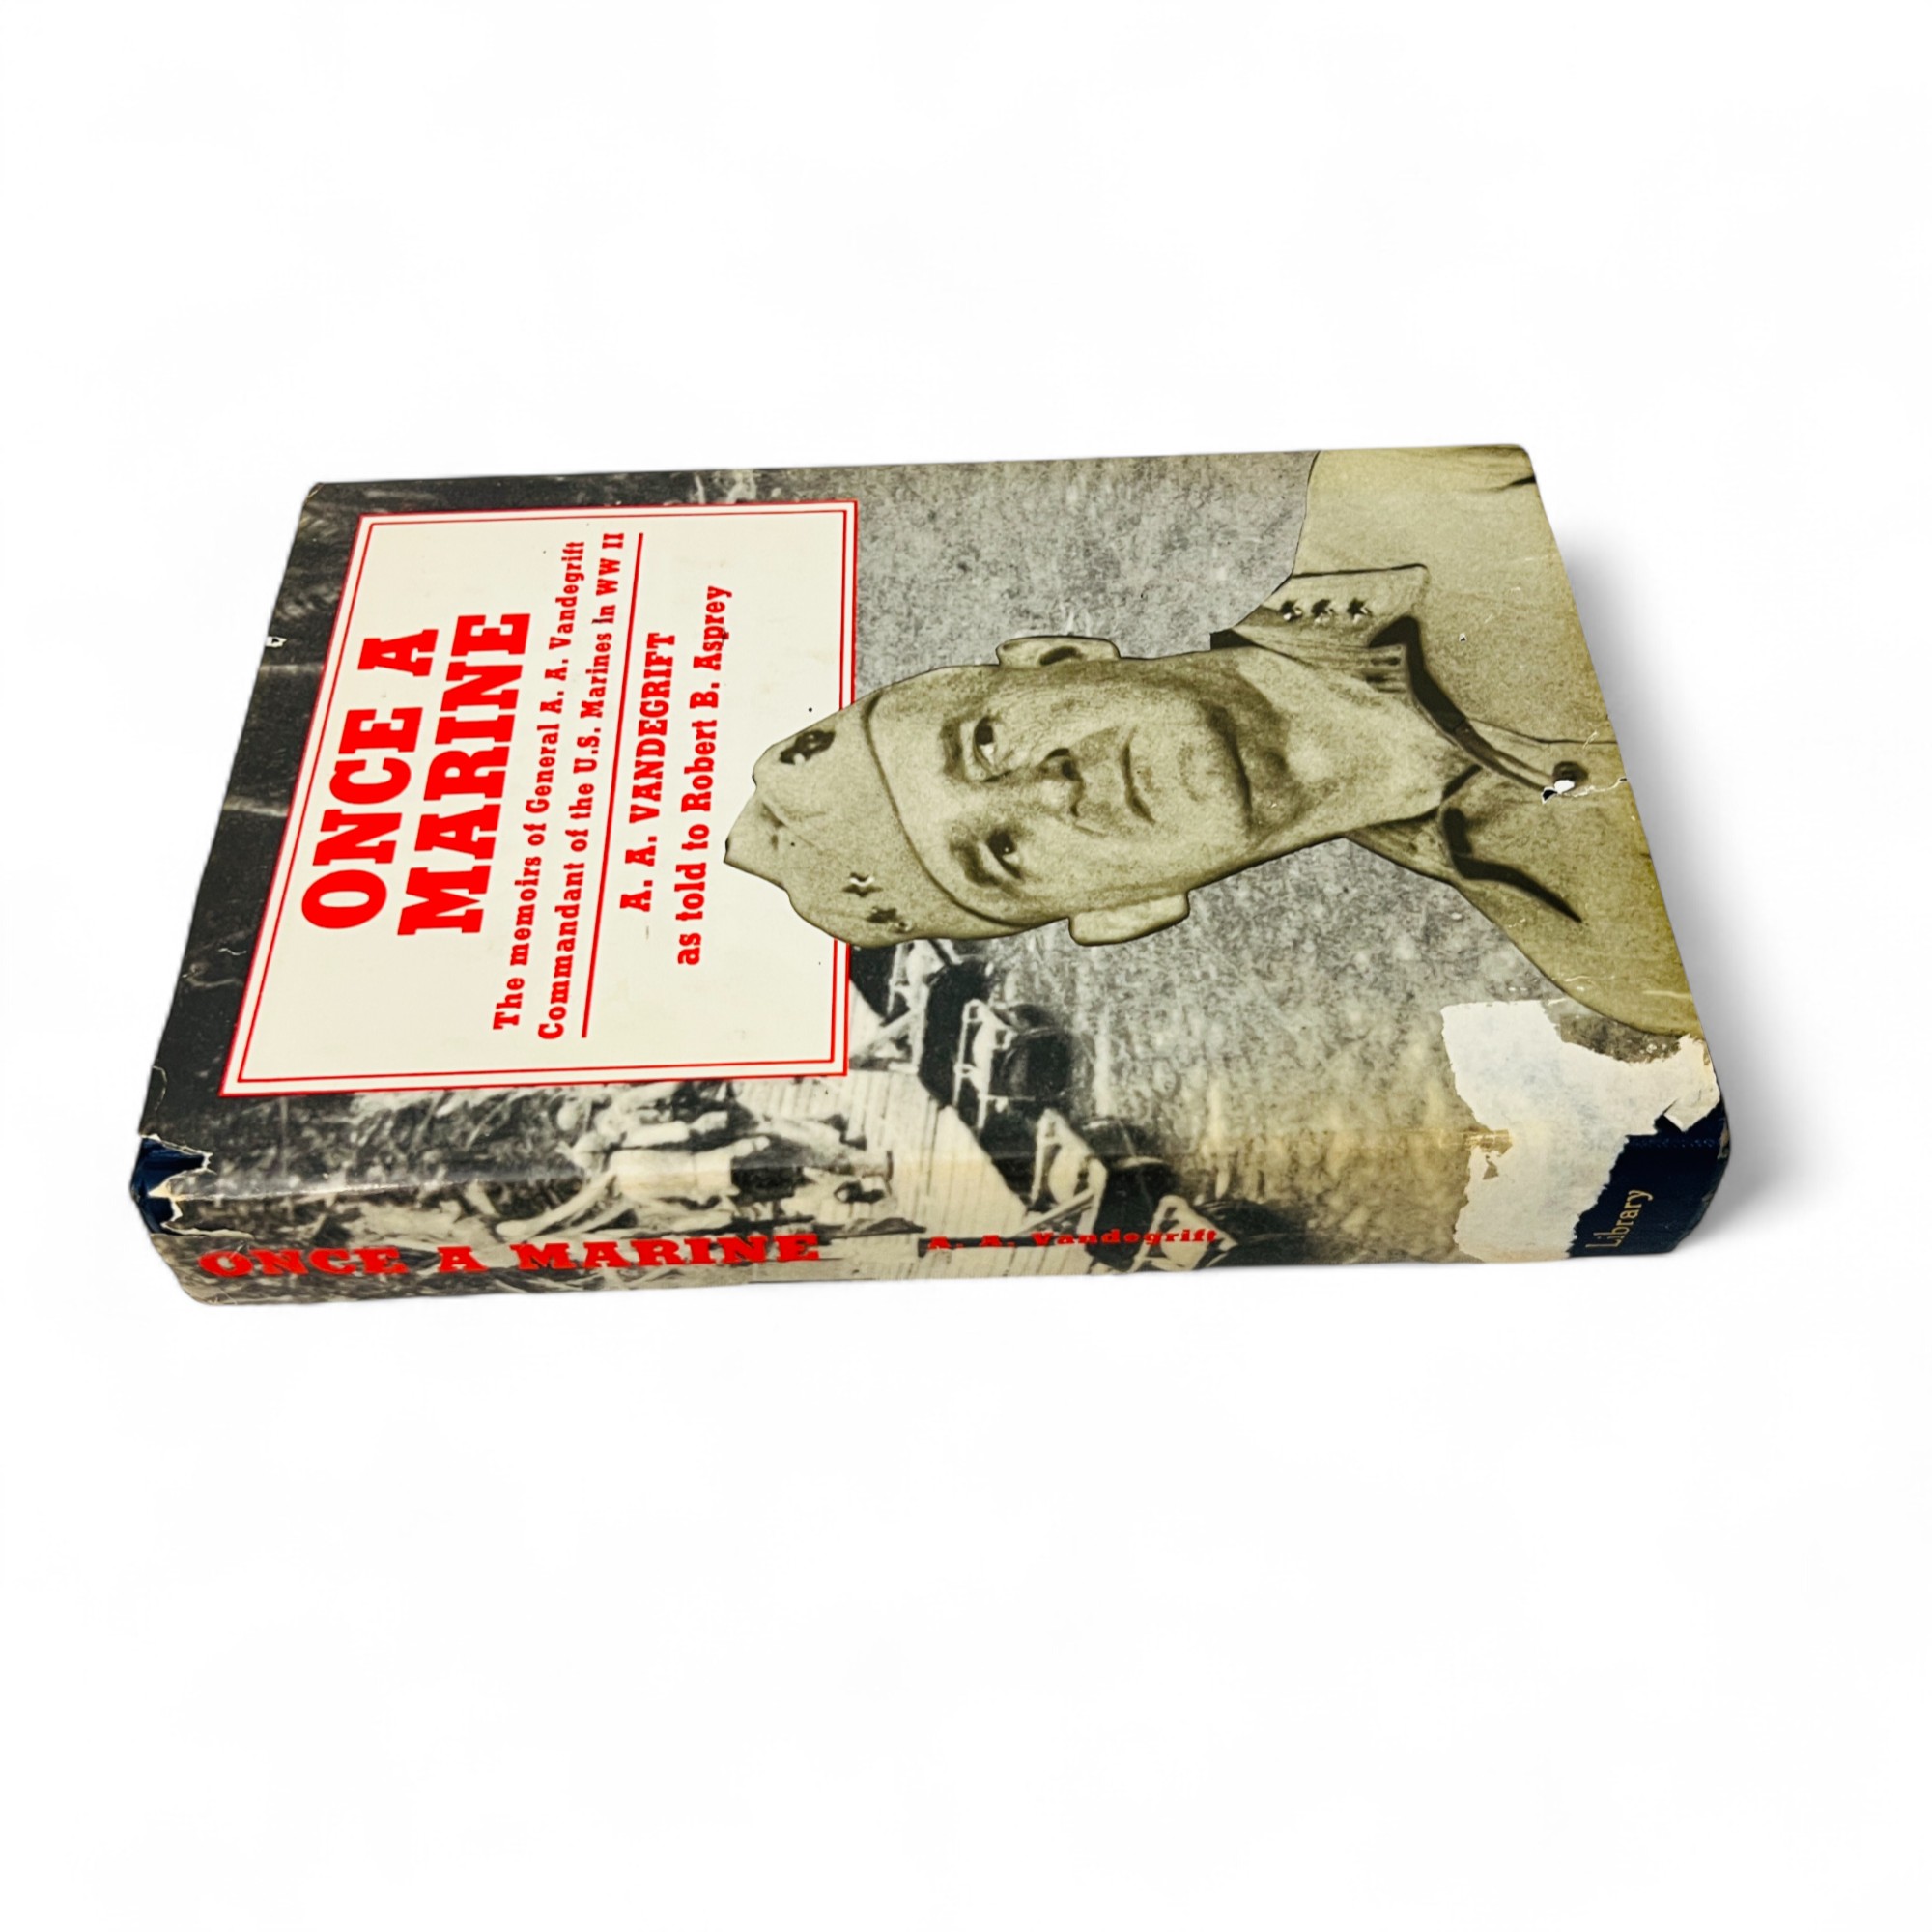 ONCE A
MARINE
The memoirs of General A. A. Vandegrift
Commandant of the U.S. Marines in WW II
A. A. VANDEGRIFT
as told to Robert B. Asprey
ONCE A MARINE
A. A. Vandegrift
Library